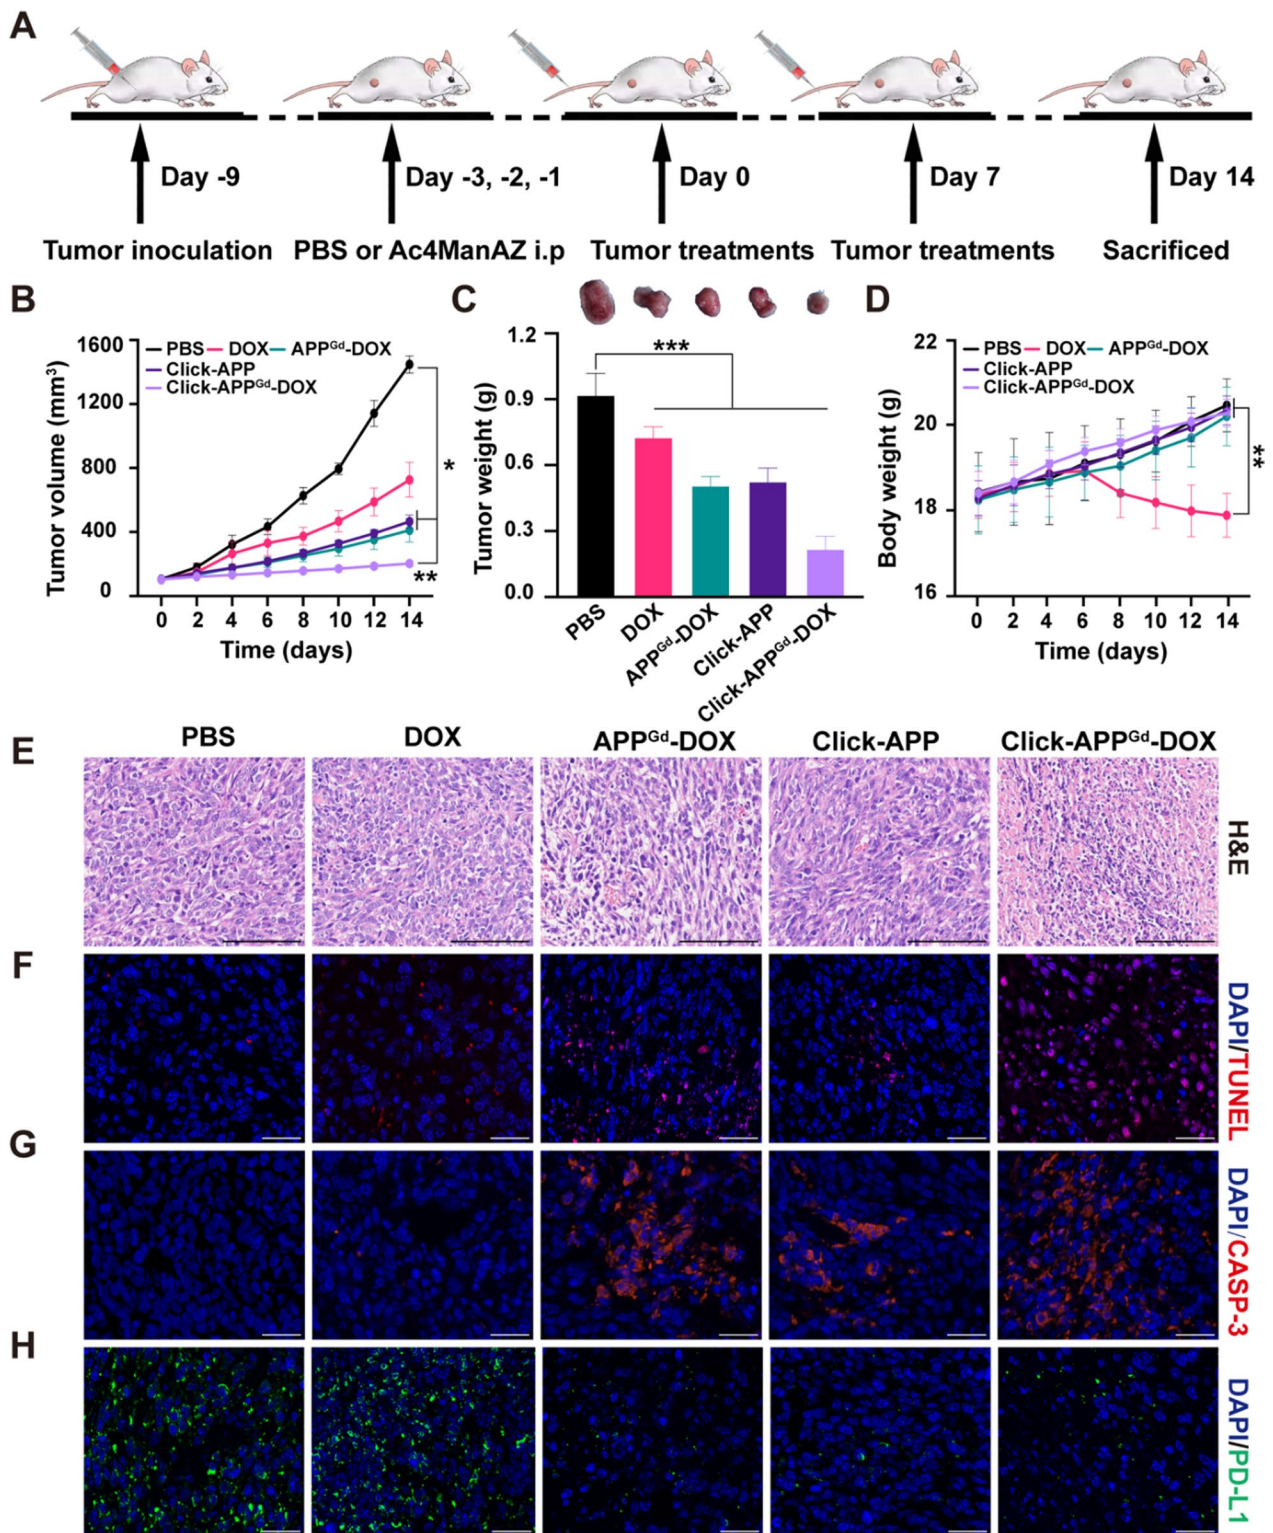 A
Day -9
Day -3, -2, -1
Day 0
Day 7
Day 14
Tumor inoculation
PBS or Ac4ManAZ i.p
Tumor treatments
Tumor treatments
Sacrificed
B
Tumor volume (mm³)
1600
1200
800
400
0
PBS
DOX
APPᴳᵈ-DOX
Click-APP
Click-APPᴳᵈ-DOX
*
**
0 2 4 6 8 10 12 14
Time (days)
C
Tumor weight (g)
1.2
0.9
0.6
0.3
0.0
***
PBS
DOX
APPᴳᵈ-DOX
Click-APP
Click-APPᴳᵈ-DOX
D
Body weight (g)
22
20
18
16
PBS
DOX
APPᴳᵈ-DOX
Click-APP
Click-APPᴳᵈ-DOX
**
0 2 4 6 8 10 12 14
Time (days)
PBS
DOX
APPᴳᵈ-DOX
Click-APP
Click-APPᴳᵈ-DOX
E
H&E
F
DAPI/TUNEL
G
DAPI/CASP-3
H
DAPI/PD-L1